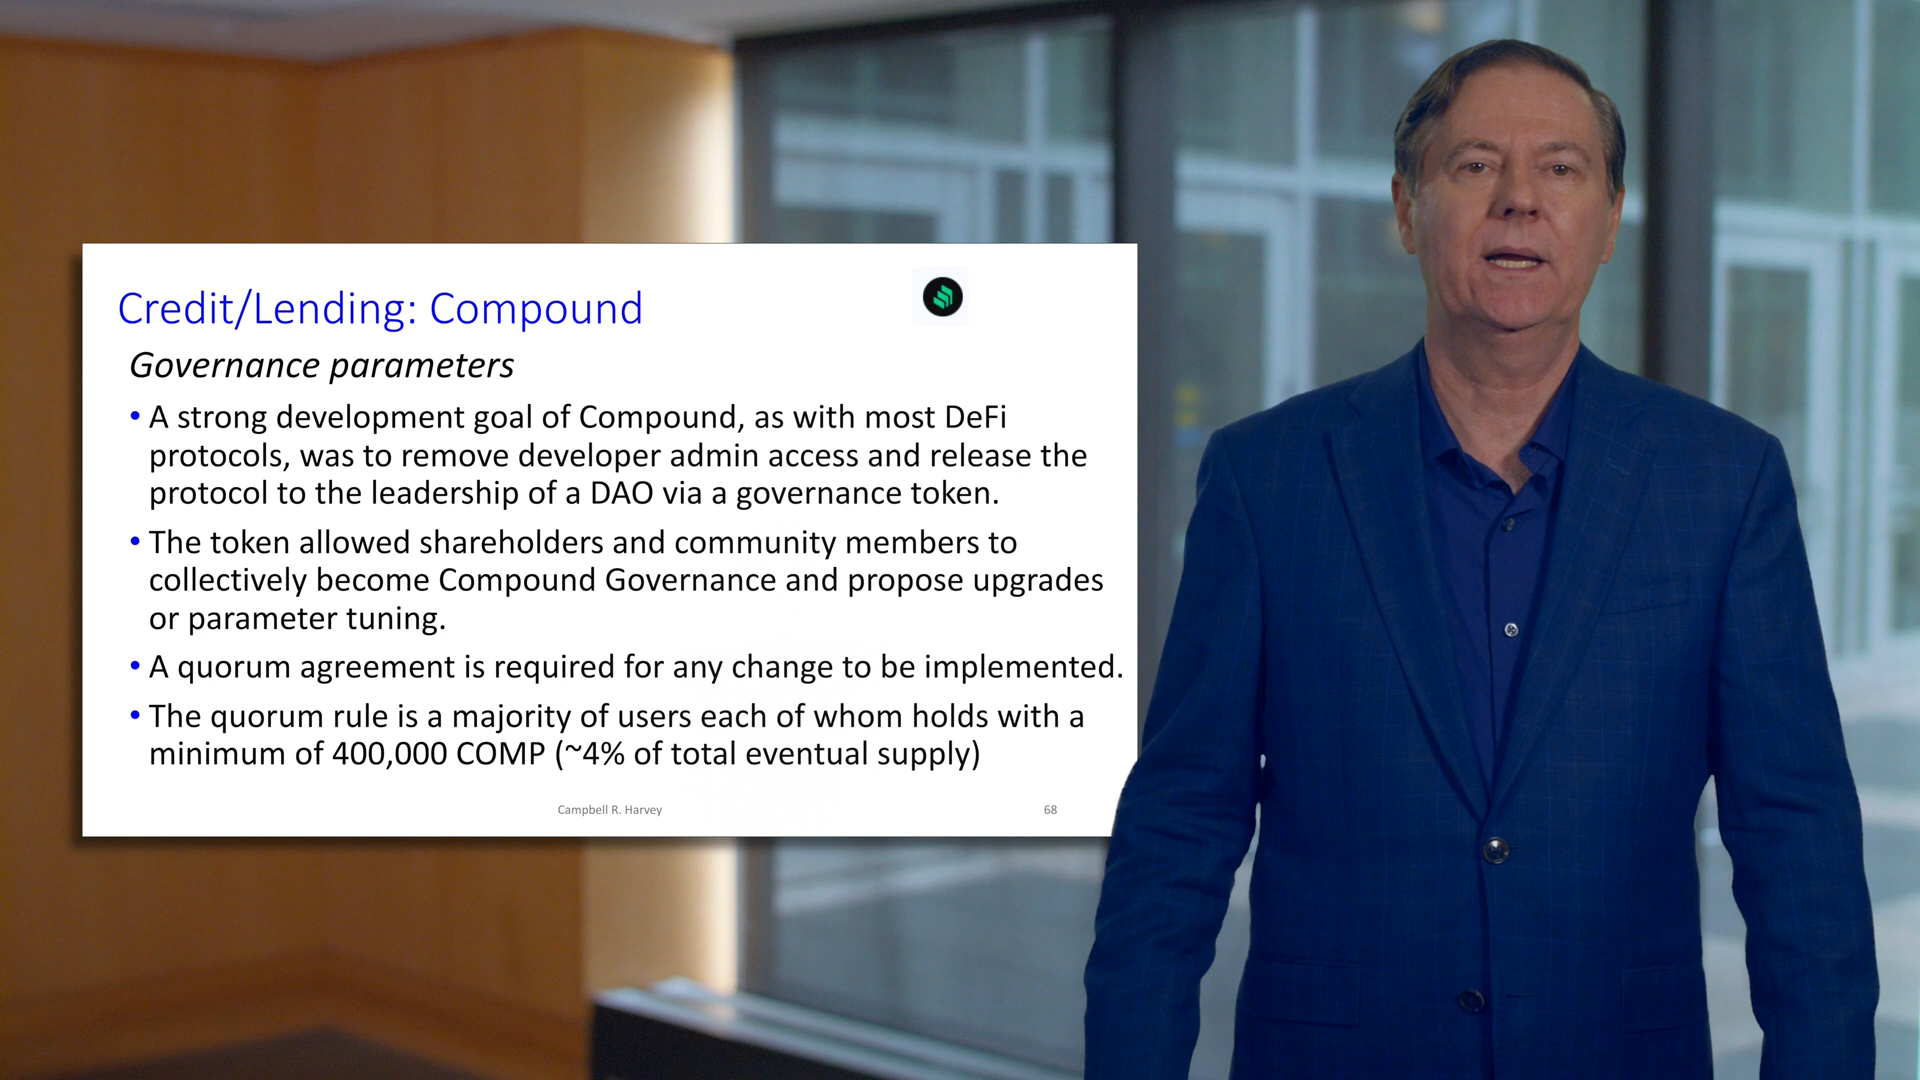 Credit/Lending: Compound
Governance parameters
• A strong development goal of Compound, as with most DeFi
protocols, was to remove developer admin access and release the
protocol to the leadership of a DAO via a governance token.
• The token allowed shareholders and community members to
collectively become Compound Governance and propose upgrades
or parameter tuning.
• A quorum agreement is required for any change to be implemented.
• The quorum rule is a majority of users each of whom holds with a
minimum of 400,000 COMP (~4% of total eventual supply)
Campbell R. Harvey
68